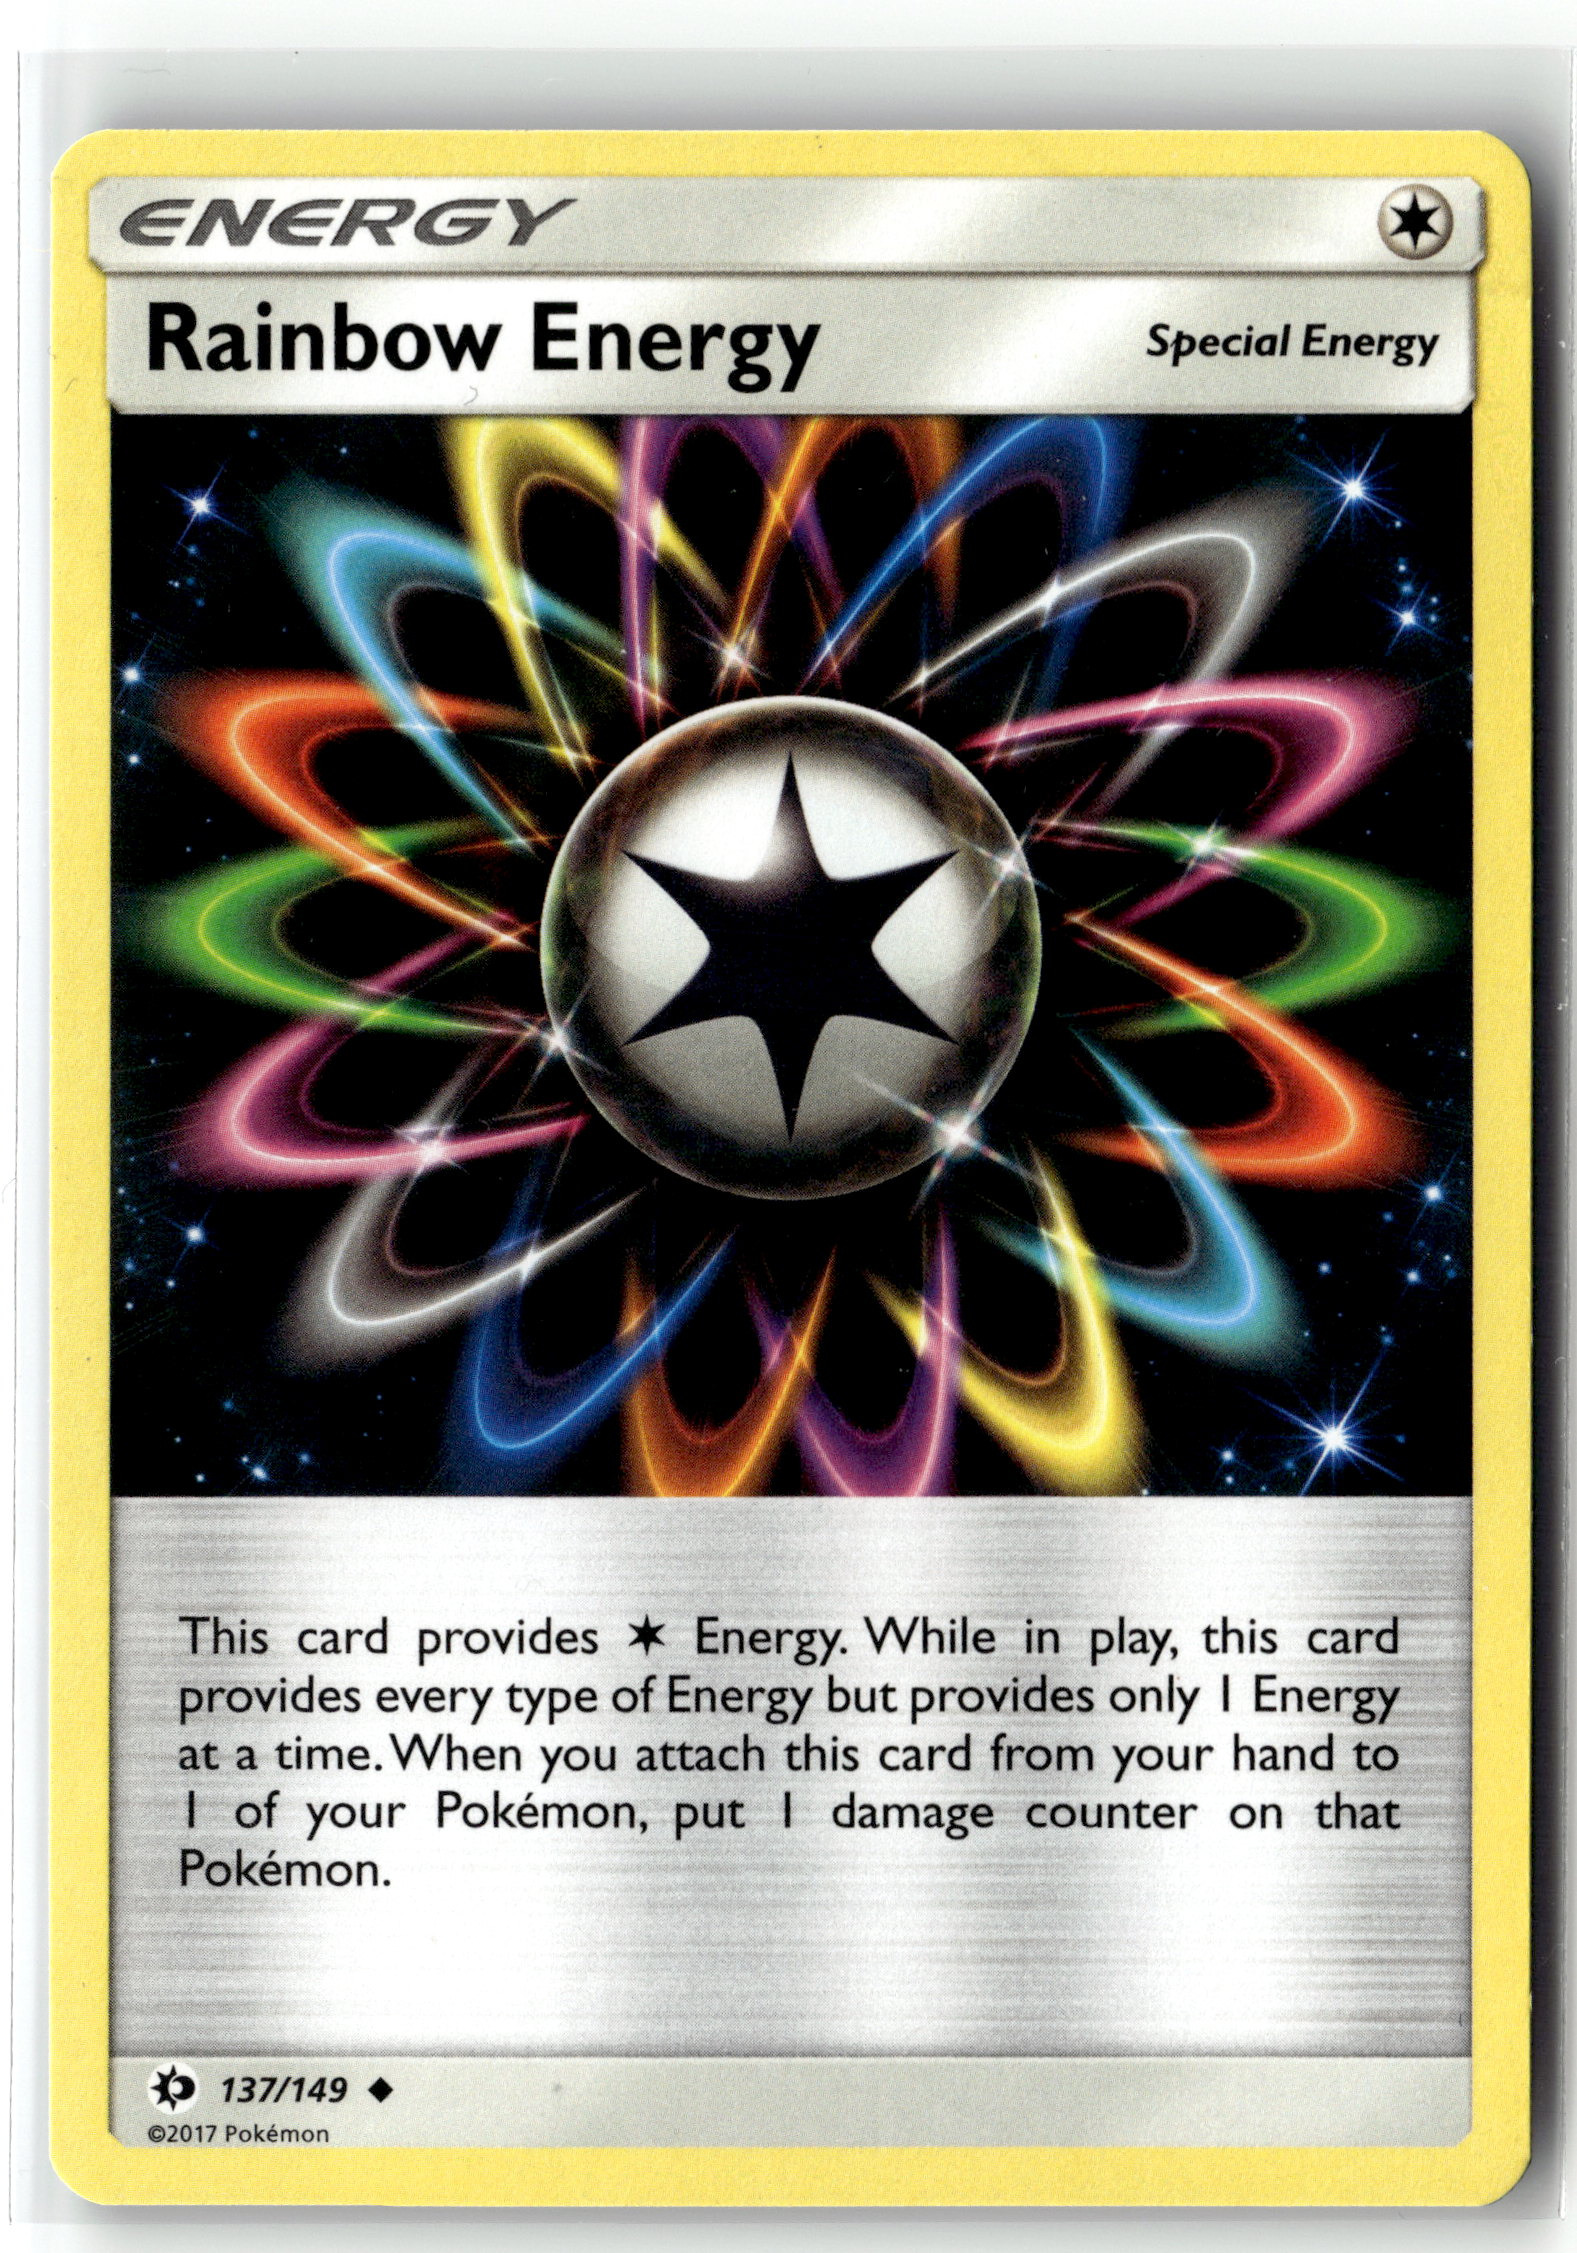 ENERGY
Rainbow Energy
Special Energy
This card provides ✶ Energy. While in play, this card
provides every type of Energy but provides only 1 Energy
at a time. When you attach this card from your hand to
1 of your Pokémon, put 1 damage counter on that
Pokémon.
137/149 ◆
©2017 Pokémon